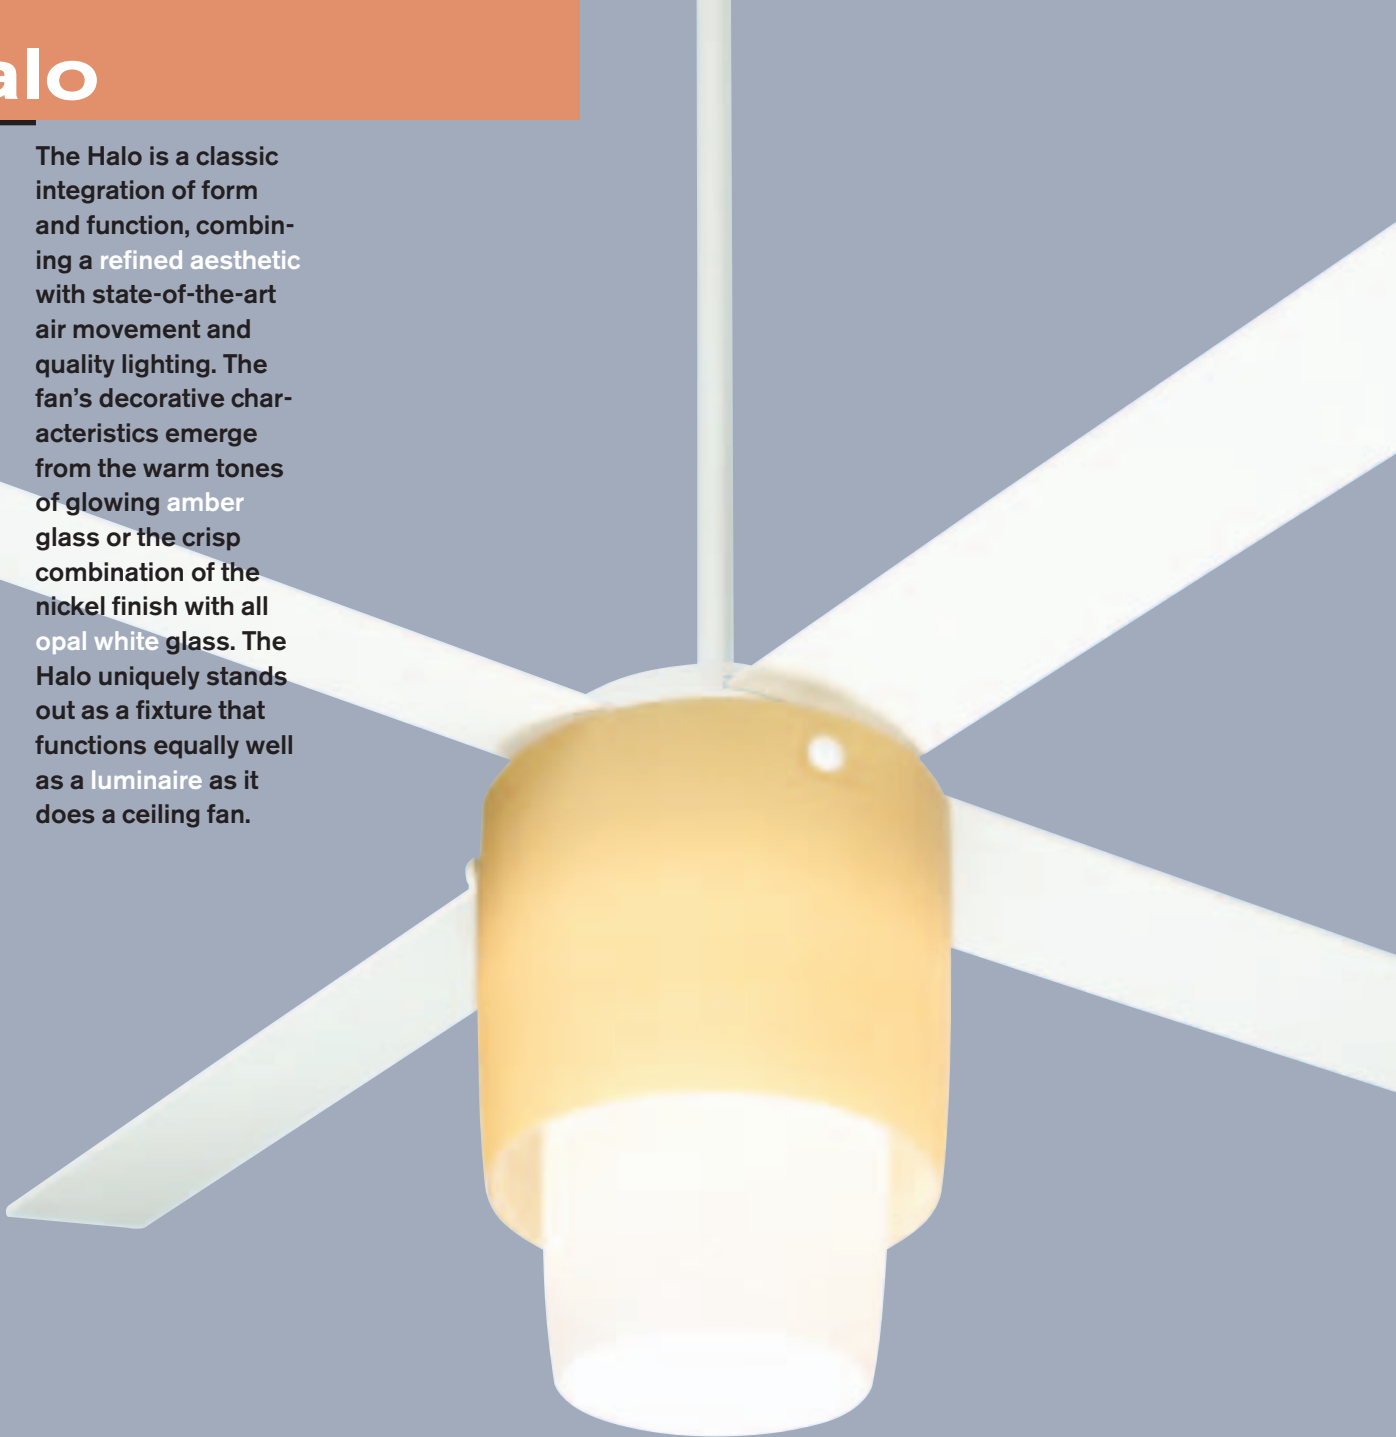 alo
The Halo is a classic
integration of form
and function, combin-
ing a refined aesthetic
with state-of-the-art
air movement and
quality lighting. The
fan’s decorative char-
acteristics emerge
from the warm tones
of glowing amber
glass or the crisp
combination of the
nickel finish with all
opal white glass. The
Halo uniquely stands
out as a fixture that
functions equally well
as a luminaire as it
does a ceiling fan.